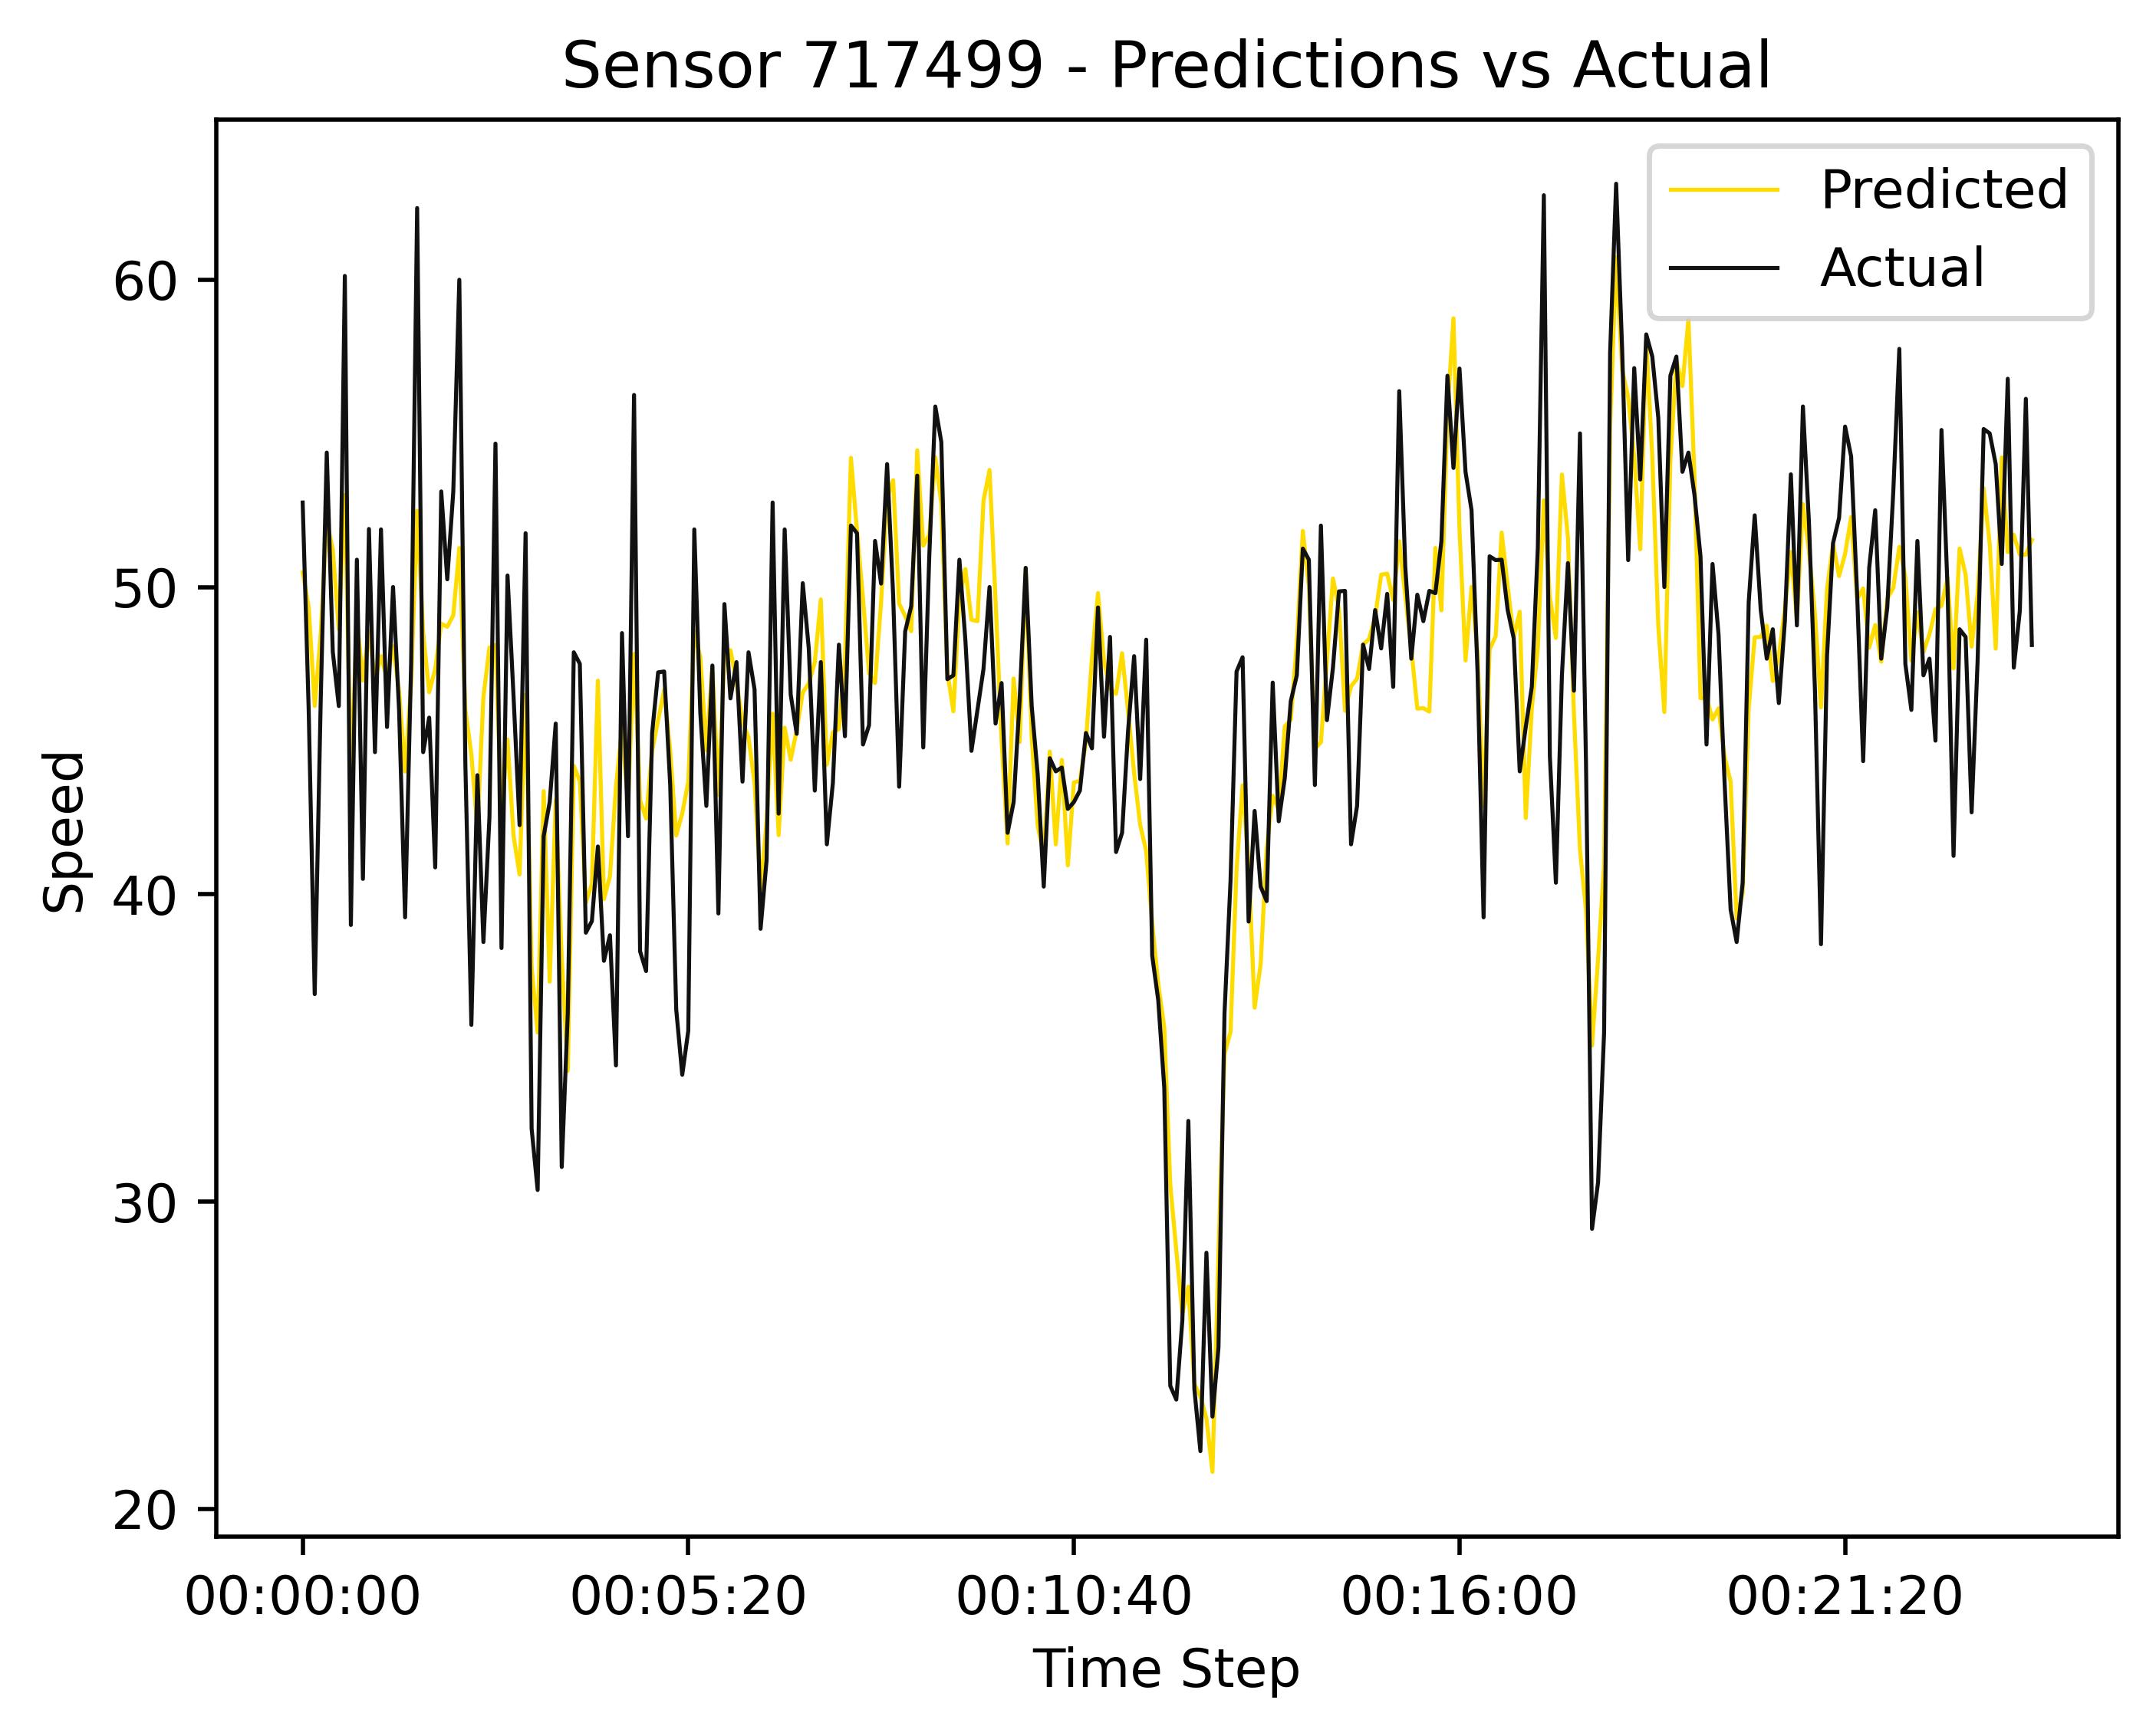 Sensor 717499 - Predictions vs Actual
Predicted
Actual
60
50
40
30
20
Speed
00:00:00
00:05:20
00:10:40
00:16:00
00:21:20
Time Step